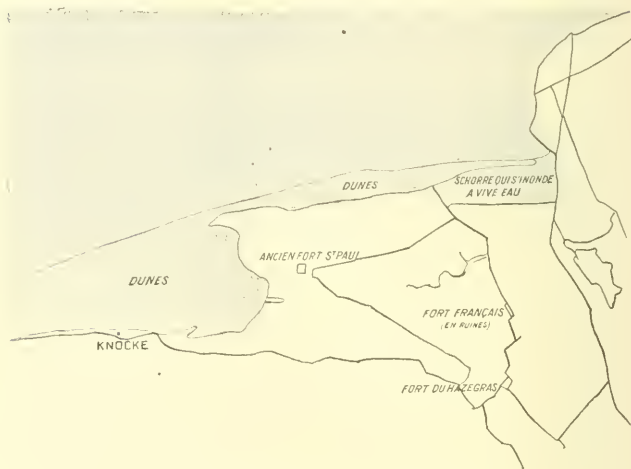 DUNES
SCHORRE QUI S'INONDE
A VIVE EAU
ANCIEN FORT ST PAUL
DUNES
FORT FRANÇAIS
(EN RUINES)
KNOCKE
FORT DU HAZEGRAS